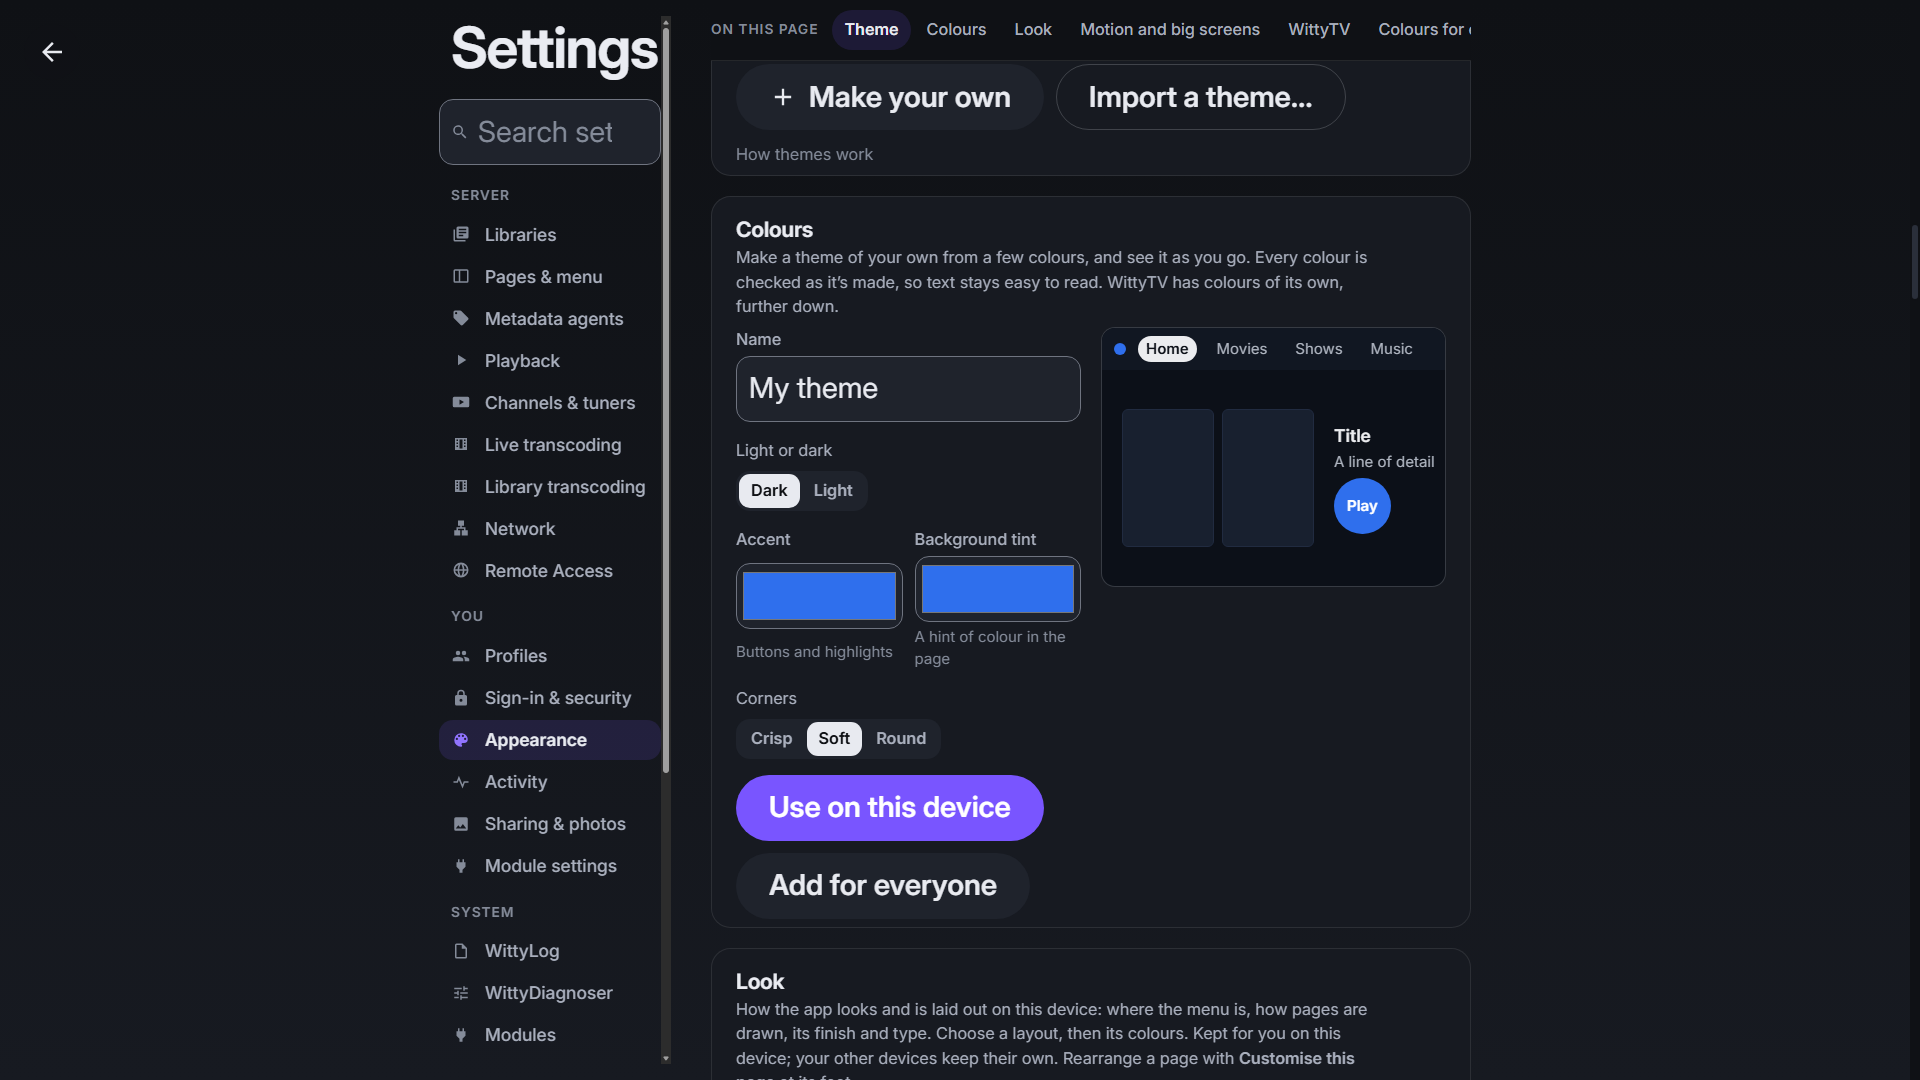 Settings
Search set
SERVER
Libraries
Pages & menu
Metadata agents
Playback
Channels & tuners
Live transcoding
Library transcoding
Network
Remote Access
YOU
Profiles
Sign-in & security
Appearance
Activity
Sharing & photos
Module settings
SYSTEM
WittyLog
WittyDiagnoser
Modules
ON THIS PAGE
Theme
Colours
Look
Motion and big screens
WittyTV
Colours for
+ Make your own
Import a theme...
How themes work
Colours
Make a theme of your own from a few colours, and see it as you go. Every colour is
checked as it’s made, so text stays easy to read. WittyTV has colours of its own,
further down.
Name
My theme
Light or dark
Dark
Light
Accent
Background tint
Buttons and highlights
A hint of colour in the
page
Corners
Crisp
Soft
Round
Use on this device
Add for everyone
Home
Movies
Shows
Music
Title
A line of detail
Play
Look
How the app looks and is laid out on this device: where the menu is, how pages are
drawn, its finish and type. Choose a layout, then its colours. Kept for you on this
device; your other devices keep their own. Rearrange a page with Customise this